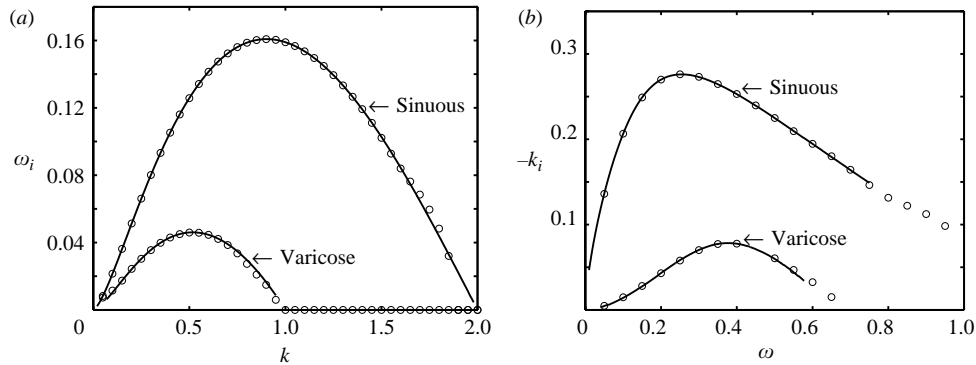 (a)
0.16
0.12
0.08
0.04
0
0.5
1.0
1.5
2.0
ω_i
k
← Sinuous
← Varicose
(b)
0.3
0.2
0.1
0
0.2
0.4
0.6
0.8
1.0
–k_i
ω
← Sinuous
← Varicose